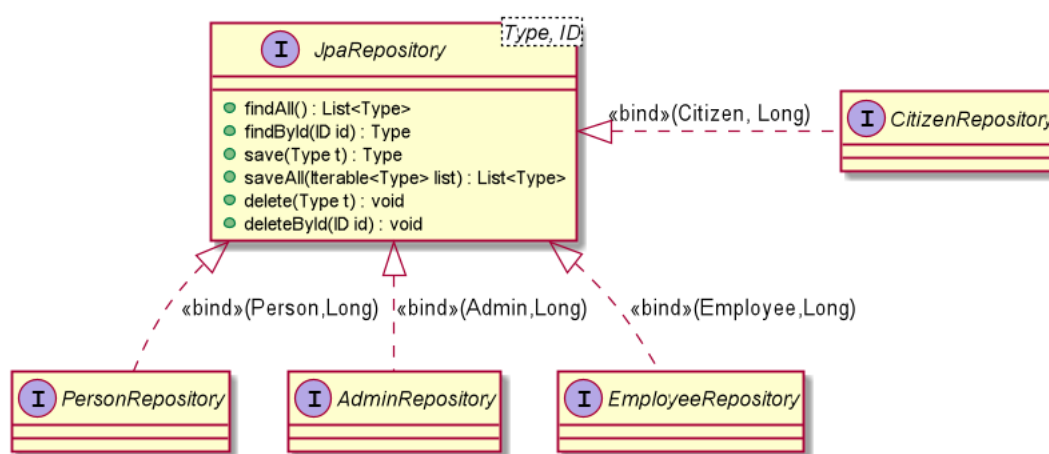 Type, ID
I JpaRepository
findAll() : List<Type>
findById(ID id) : Type
save(Type t) : Type
saveAll(Iterable<Type> list) : List<Type>
delete(Type t) : void
deleteById(ID id) : void
«bind»(Citizen, Long)
I CitizenRepository
«bind»(Person,Long)
«bind»(Admin,Long)
«bind»(Employee,Long)
I PersonRepository
I AdminRepository
I EmployeeRepository